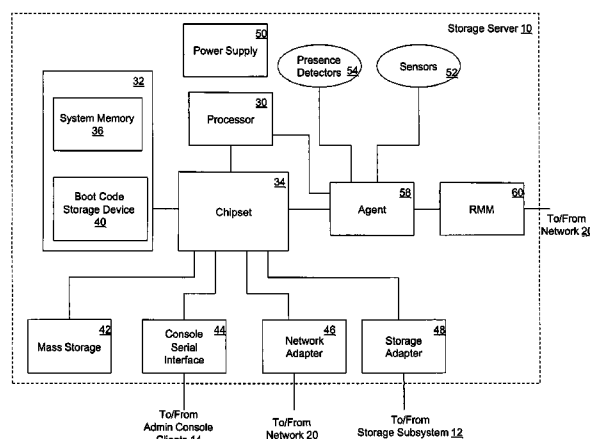 Storage Server 10
50
Power Supply
Presence
Detectors
54
Sensors
52
32
System Memory
36
30
Processor
Boot Code
Storage Device
40
34
Chipset
Agent
60
RMM
To/From
Network 20
42
Mass Storage
Console
Serial
Interface
44
46
Network
Adapter
48
Storage
Adapter
To/From
Admin Console
To/From
Network 20
To/From
Storage Subsystem 12